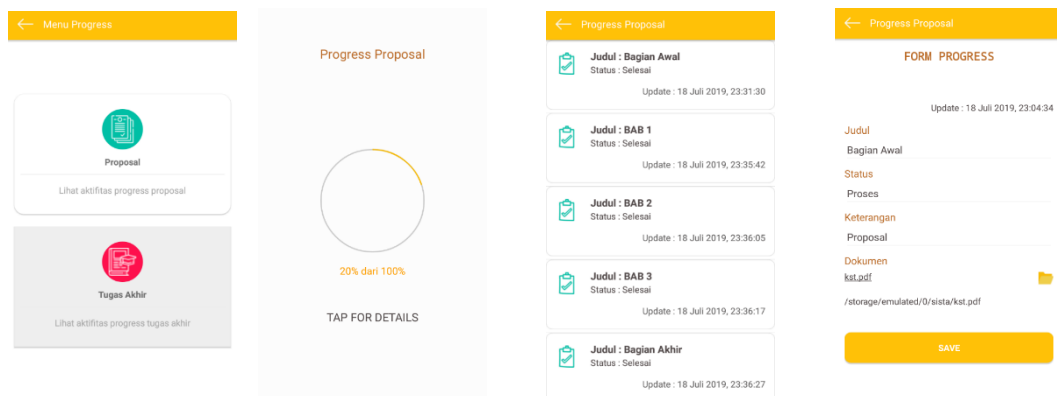 Menu Progress
Proposal
Lihat aktifitas progress proposal
Tugas Akhir
Lihat aktifitas progress tugas akhir
Progress Proposal
20% dari 100%
TAP FOR DETAILS
Progress Proposal
Judul : Bagian Awal
Status : Selesai
Update : 18 Juli 2019, 23:31:30
Judul : BAB 1
Status : Selesai
Update : 18 Juli 2019, 23:35:42
Judul : BAB 2
Status : Selesai
Update : 18 Juli 2019, 23:36:05
Judul : BAB 3
Status : Selesai
Update : 18 Juli 2019, 23:36:17
Judul : Bagian Akhir
Status : Selesai
Update : 18 Juli 2019, 23:36:27
Progress Proposal
FORM PROGRESS
Update : 18 Juli 2019, 23:04:34
Judul
Bagian Awal
Status
Proses
Keterangan
Proposal
Dokumen
kst.pdf
/storage/emulated/0/sista/kst.pdf
SAVE